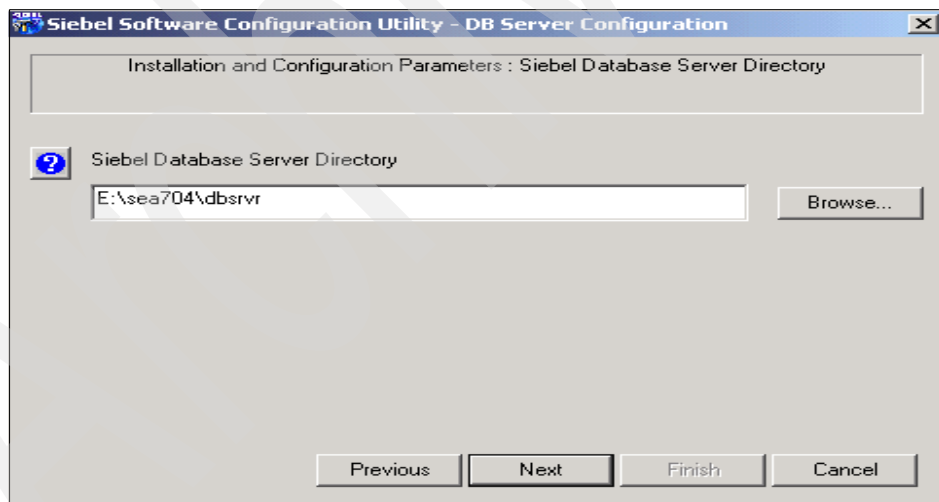 Siebel Software Configuration Utility - DB Server Configuration
Installation and Configuration Parameters : Siebel Database Server Directory
Siebel Database Server Directory
E:\sea704\dbsrvr
Browse...
Previous
Next
Finish
Cancel